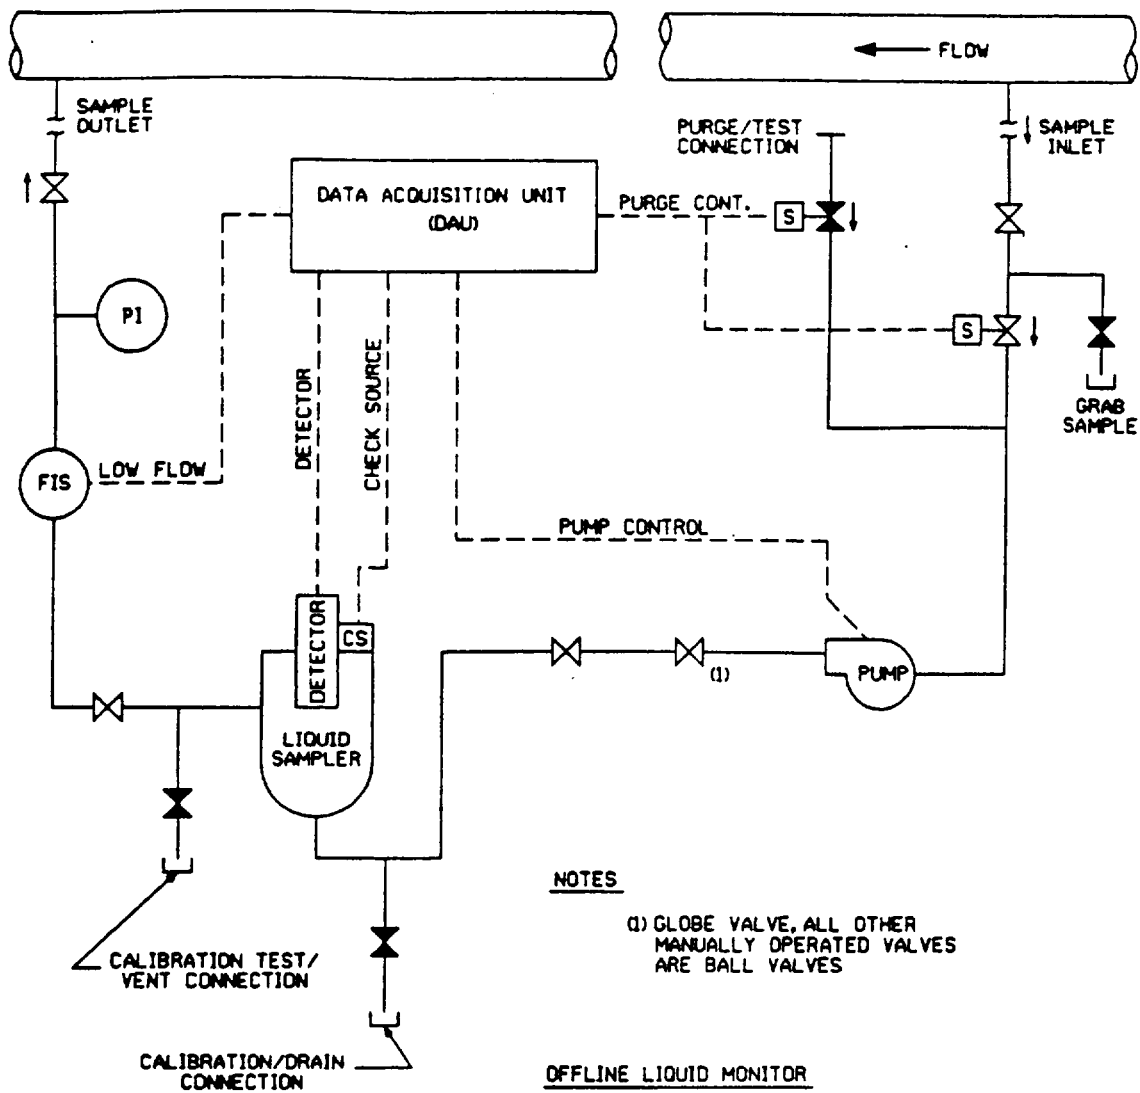 FLOW
SAMPLE
OUTLET
PURGE/TEST
CONNECTION
SAMPLE
INLET
DATA ACQUISITION UNIT
(DAU)
PURGE CONT.
S
PI
S
DETECTOR
CHECK SOURCE
GRAB
SAMPLE
FIS
LOW FLOW
PUMP CONTROL
DETECTOR
CS
(1)
PUMP
LIQUID
SAMPLER
NOTES
(1) GLOBE VALVE, ALL OTHER
MANUALLY OPERATED VALVES
ARE BALL VALVES
CALIBRATION TEST/
VENT CONNECTION
CALIBRATION/DRAIN
CONNECTION
OFFLINE LIQUID MONITOR